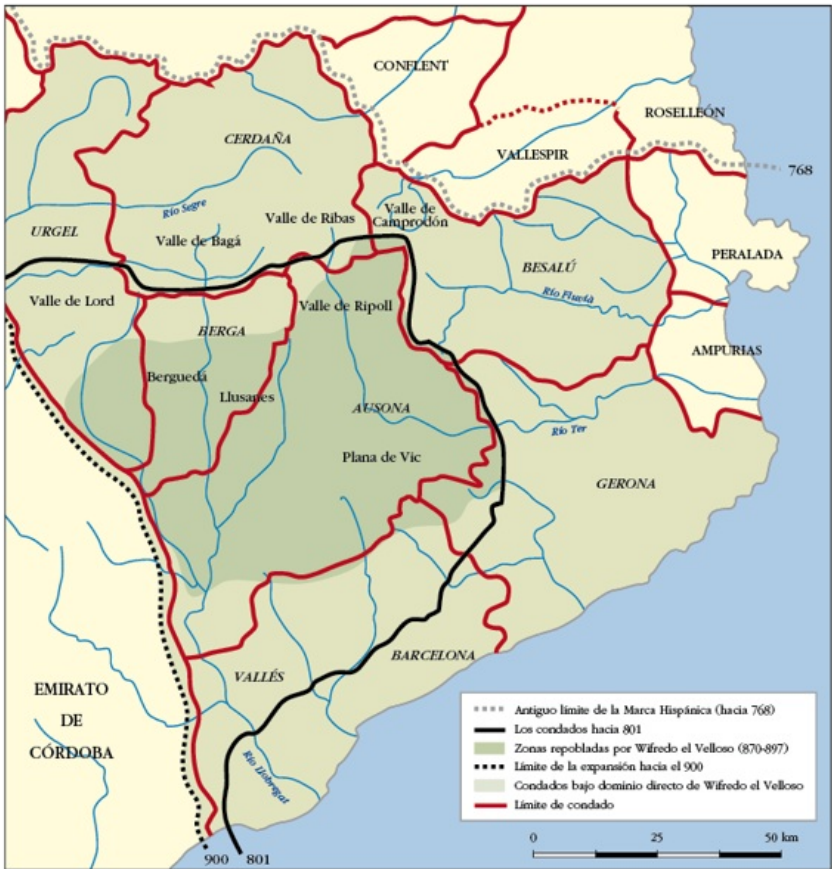 CONFLENT
ROSELLEÓN
CERDAÑA
VALLESPIR
768
Río Segre
Valle de Ribas
Valle de
Camprodón
URGEL
Valle de Bagá
PERALADA
BESALÚ
Río Fluviá
Valle de Lord
Valle de Ripoll
BERGA
AMPURIAS
Berguedá
Llusanes
AUSONA
Río Ter
Plana de Vic
GERONA
BARCELONA
VALLÉS
EMIRATO
DE
CÓRDOBA
Río Llobregat
Antiguo límite de la Marca Hispánica (hacia 768)
Los condados hacia 801
Zonas repobladas por Wifredo el Velloso (870-897)
Límite de la expansión hacia el 900
Condados bajo dominio directo de Wifredo el Velloso
Límite de condado
0 25 50 km
900 801